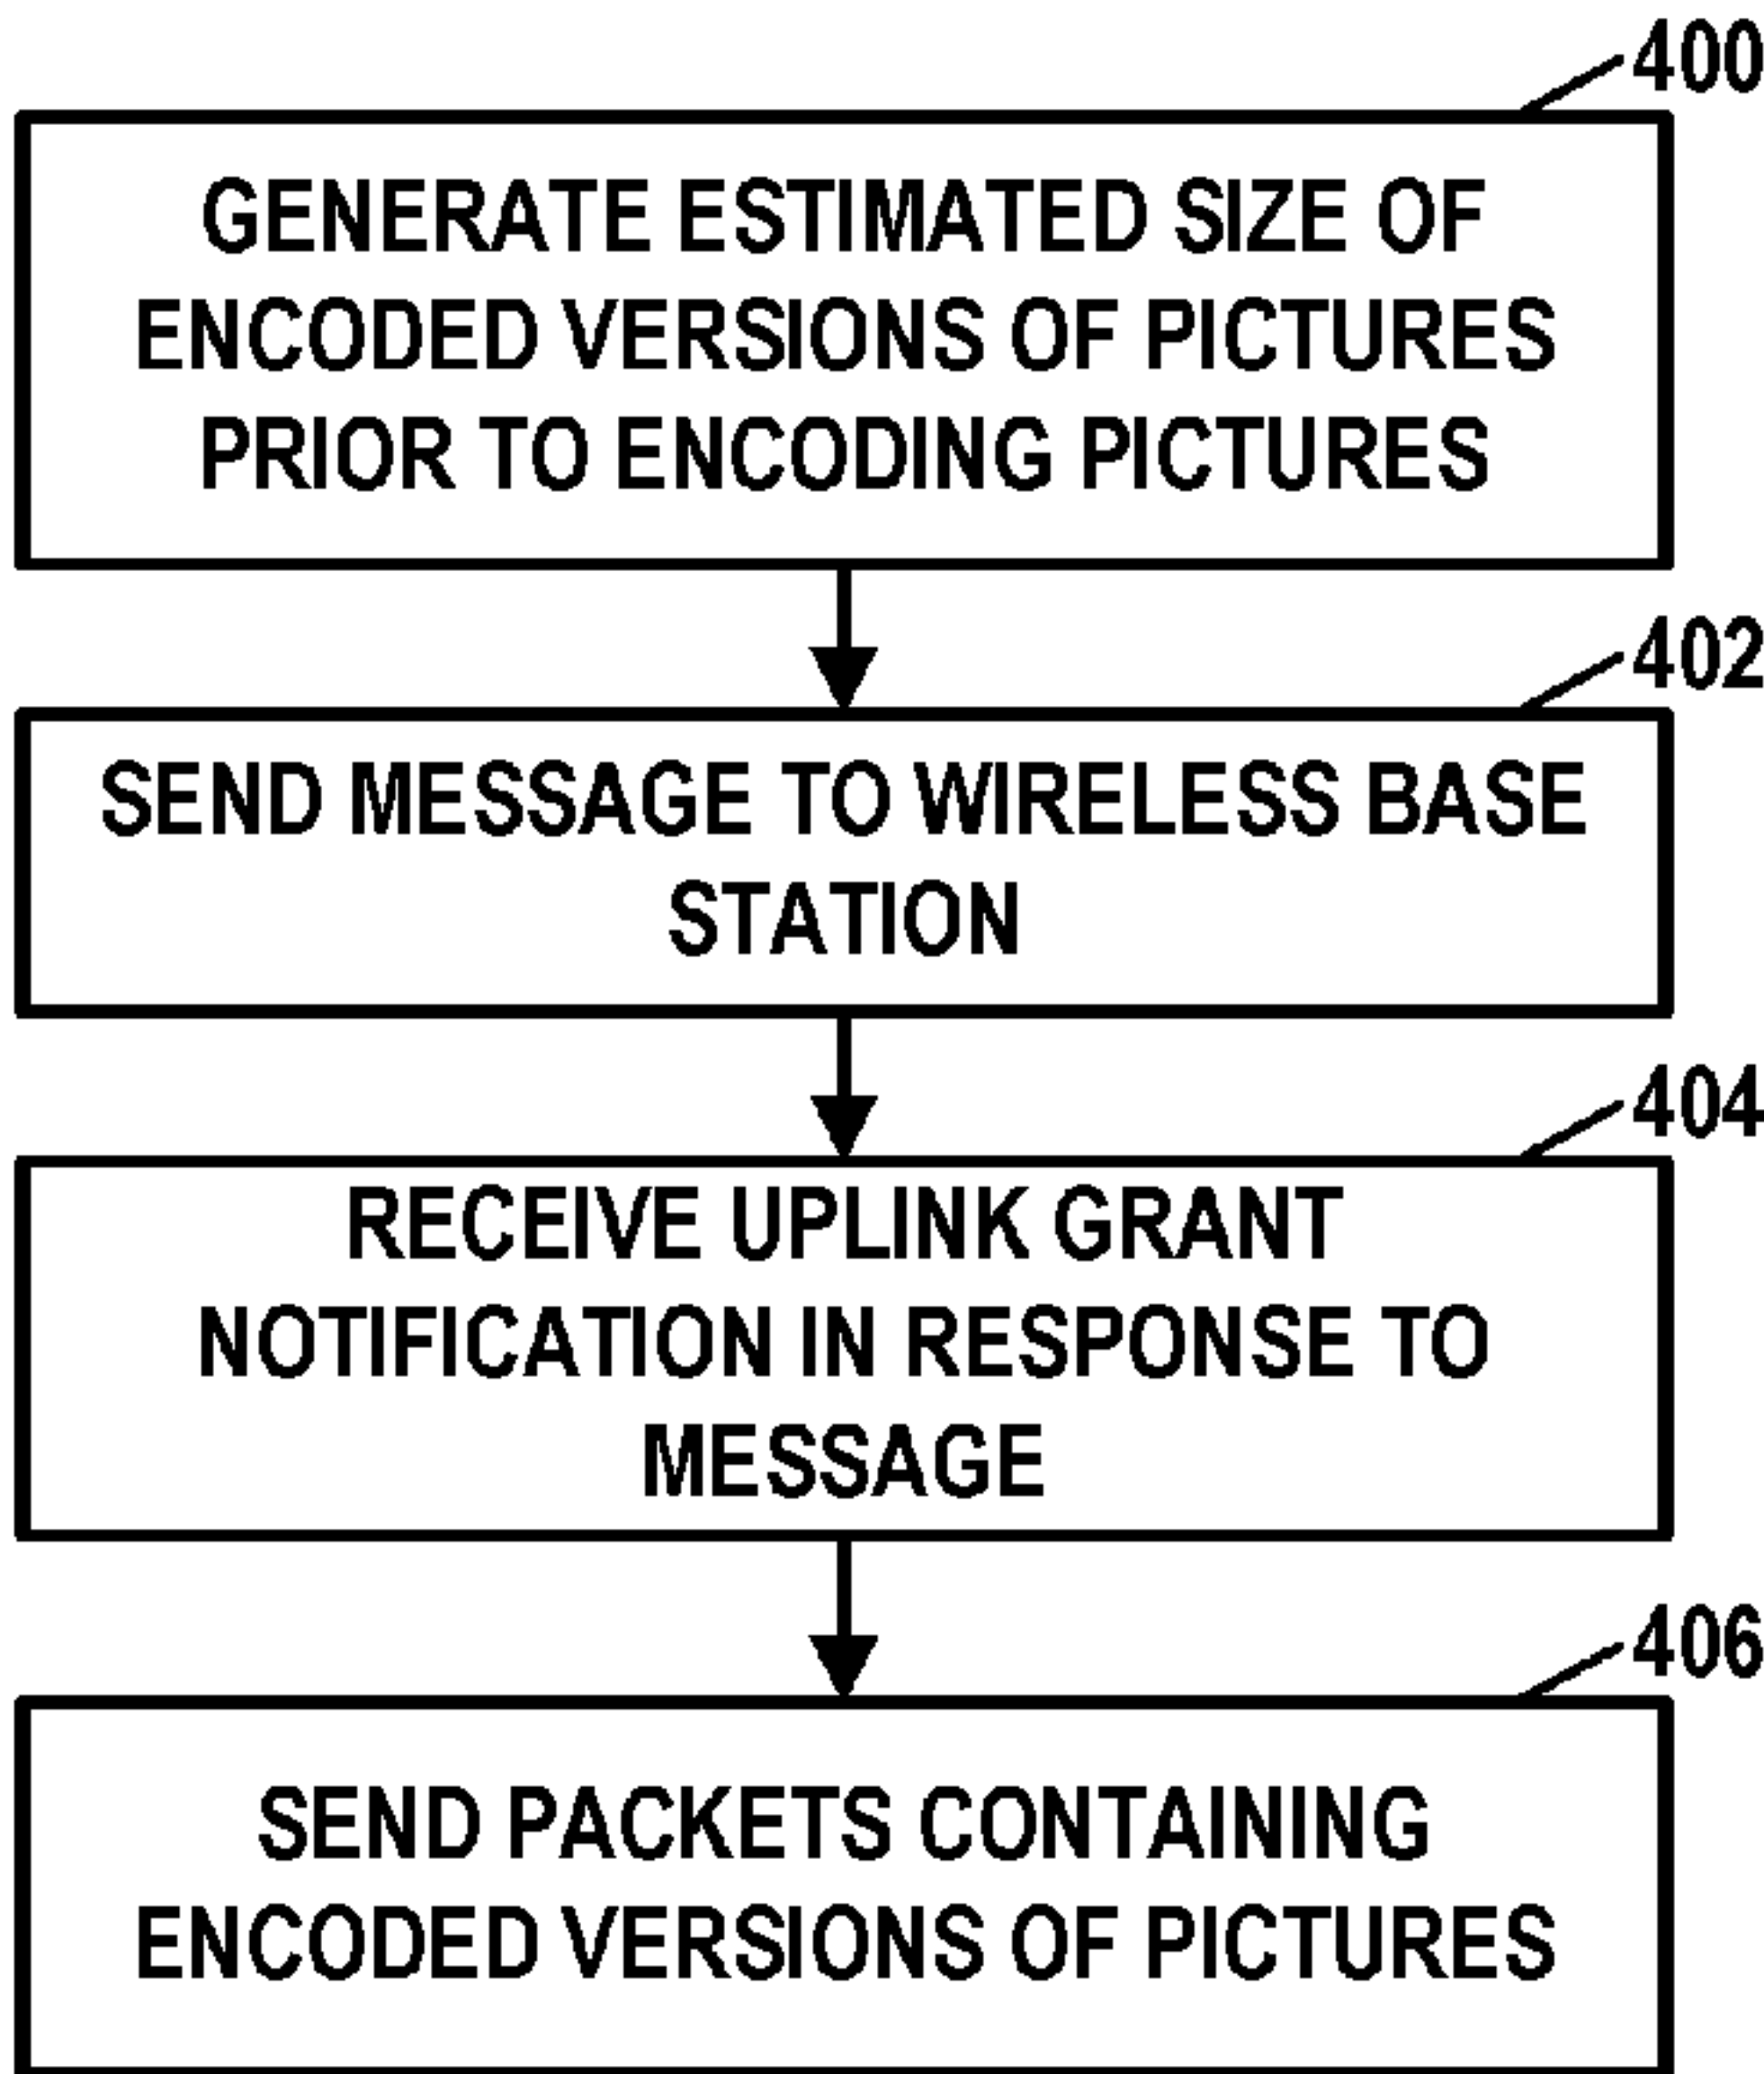 400
GENERATE ESTIMATED SIZE OF
ENCODED VERSIONS OF PICTURES
PRIOR TO ENCODING PICTURES
402
SEND MESSAGE TO WIRELESS BASE
STATION
404
RECEIVE UPLINK GRANT
NOTIFICATION IN RESPONSE TO
MESSAGE
406
SEND PACKETS CONTAINING
ENCODED VERSIONS OF PICTURES